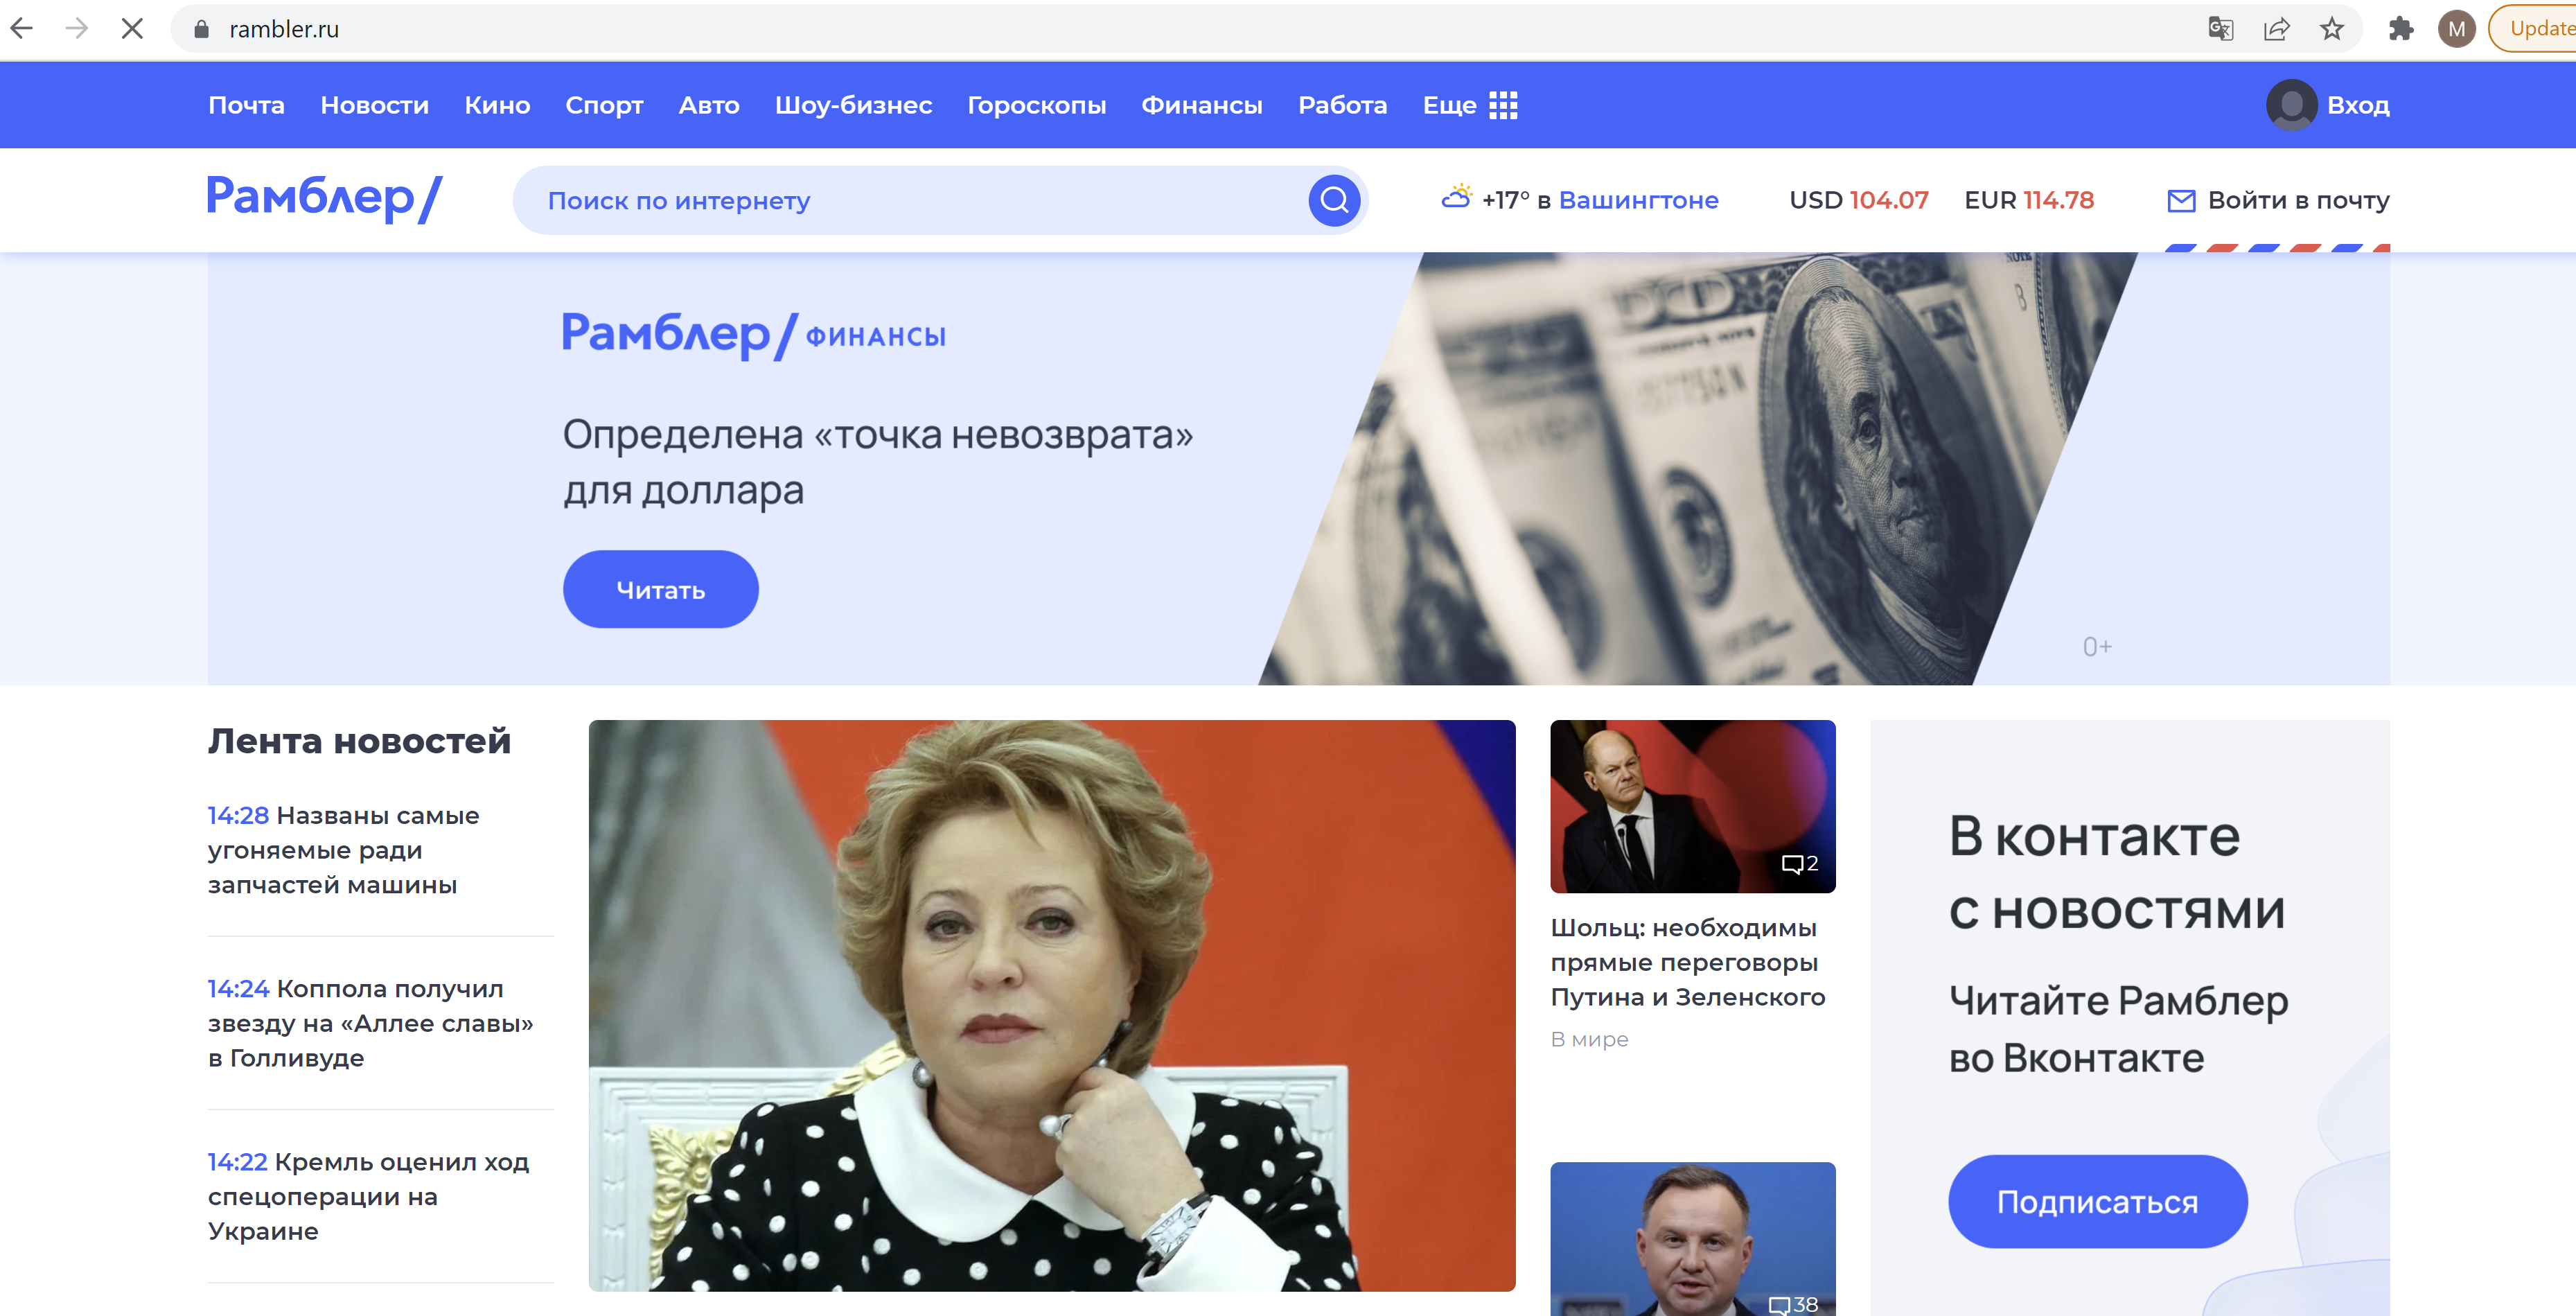 rambler.ru
M
Update
Почта Новости Кино Спорт Авто Шоу-бизнес Гороскопы Финансы Работа Еще
Вход
Рамблер/
Поиск по интернету
+17° в Вашингтоне
USD 104.07 EUR 114.78
Войти в почту
Рамблер/ ФИНАНСЫ
Определена «точка невозврата»
для доллара
Читать
0+
Лента новостей
14:28 Названы самые
угоняемые ради
запчастей машины
14:24 Коппола получил
звезду на «Аллее славы»
в Голливуде
14:22 Кремль оценил ход
спецоперации на
Украине
2
Шольц: необходимы
прямые переговоры
Путина и Зеленского
В мире
38
В контакте
с новостями
Читайте Рамблер
во Вконтакте
Подписаться